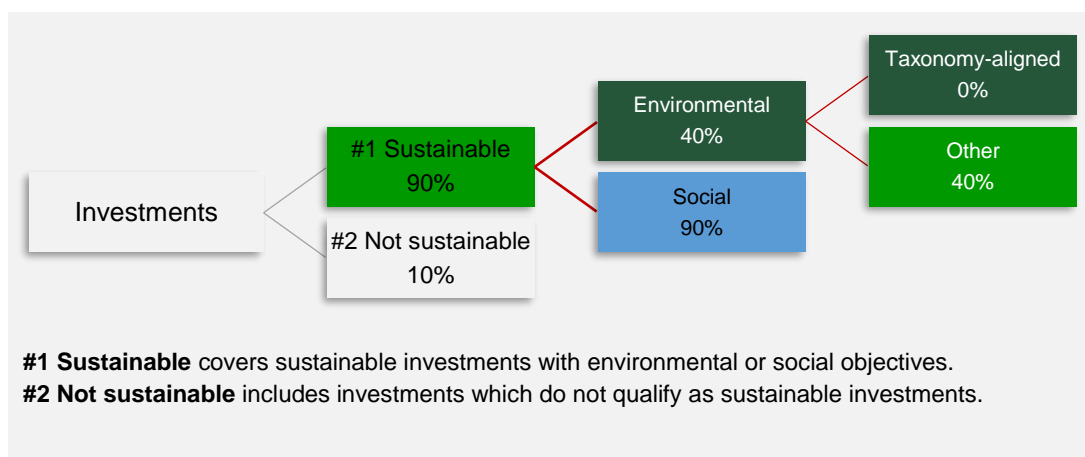 Taxonomy-aligned
0%
Environmental
40%
#1 Sustainable
90%
Other
40%
Investments
Social
90%
#2 Not sustainable
10%
#1 Sustainable covers sustainable investments with environmental or social objectives.
#2 Not sustainable includes investments which do not qualify as sustainable investments.